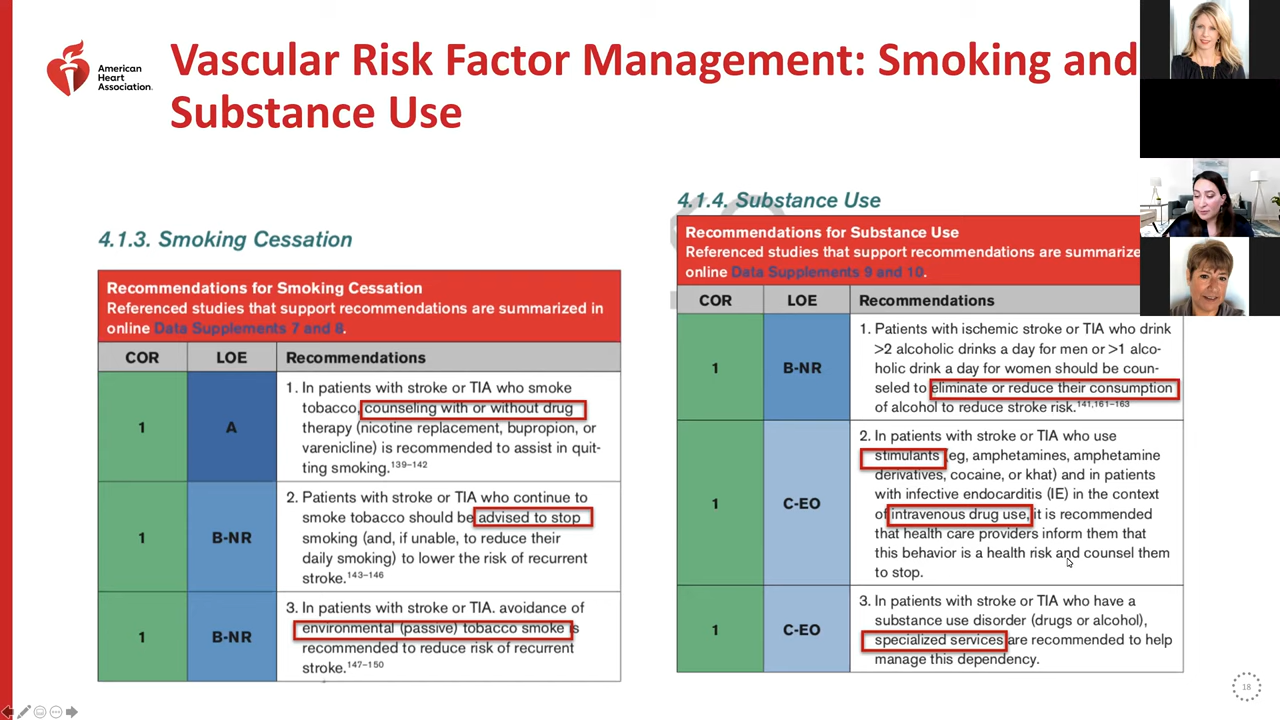 American
Heart
Association.
Vascular Risk Factor Management: Smoking and
Substance Use
4.1.3. Smoking Cessation
Recommendations for Smoking Cessation
Referenced studies that support recommendations are summarized in
online Data Supplements 7 and 8.
COR LOE Recommendations
1 A
1. In patients with stroke or TIA who smoke
tobacco, counseling with or without drug
therapy (nicotine replacement, bupropion, or
varenicline) is recommended to assist in quit-
ting smoking.139–142
1 B-NR
2. Patients with stroke or TIA who continue to
smoke tobacco should be advised to stop
smoking (and, if unable, to reduce their
daily smoking) to lower the risk of recurrent
stroke.143–146
1 B-NR
3. In patients with stroke or TIA. avoidance of
environmental (passive) tobacco smoke is
recommended to reduce risk of recurrent
stroke.147–150
4.1.4. Substance Use
Recommendations for Substance Use
Referenced studies that support recommendations are summarize
online Data Supplements 9 and 10.
COR LOE Recommendations
1 B-NR
1. Patients with ischemic stroke or TIA who drink
>2 alcoholic drinks a day for men or >1 alco-
holic drink a day for women should be coun-
seled to eliminate or reduce their consumption
of alcohol to reduce stroke risk.141,161–163
1 C-EO
2. In patients with stroke or TIA who use
stimulants (eg, amphetamines, amphetamine
derivatives, cocaine, or khat) and in patients
with infective endocarditis (IE) in the context
of intravenous drug use, it is recommended
that health care providers inform them that
this behavior is a health risk and counsel them
to stop.
1 C-EO
3. In patients with stroke or TIA who have a
substance use disorder (drugs or alcohol),
specialized services are recommended to help
manage this dependency.
18